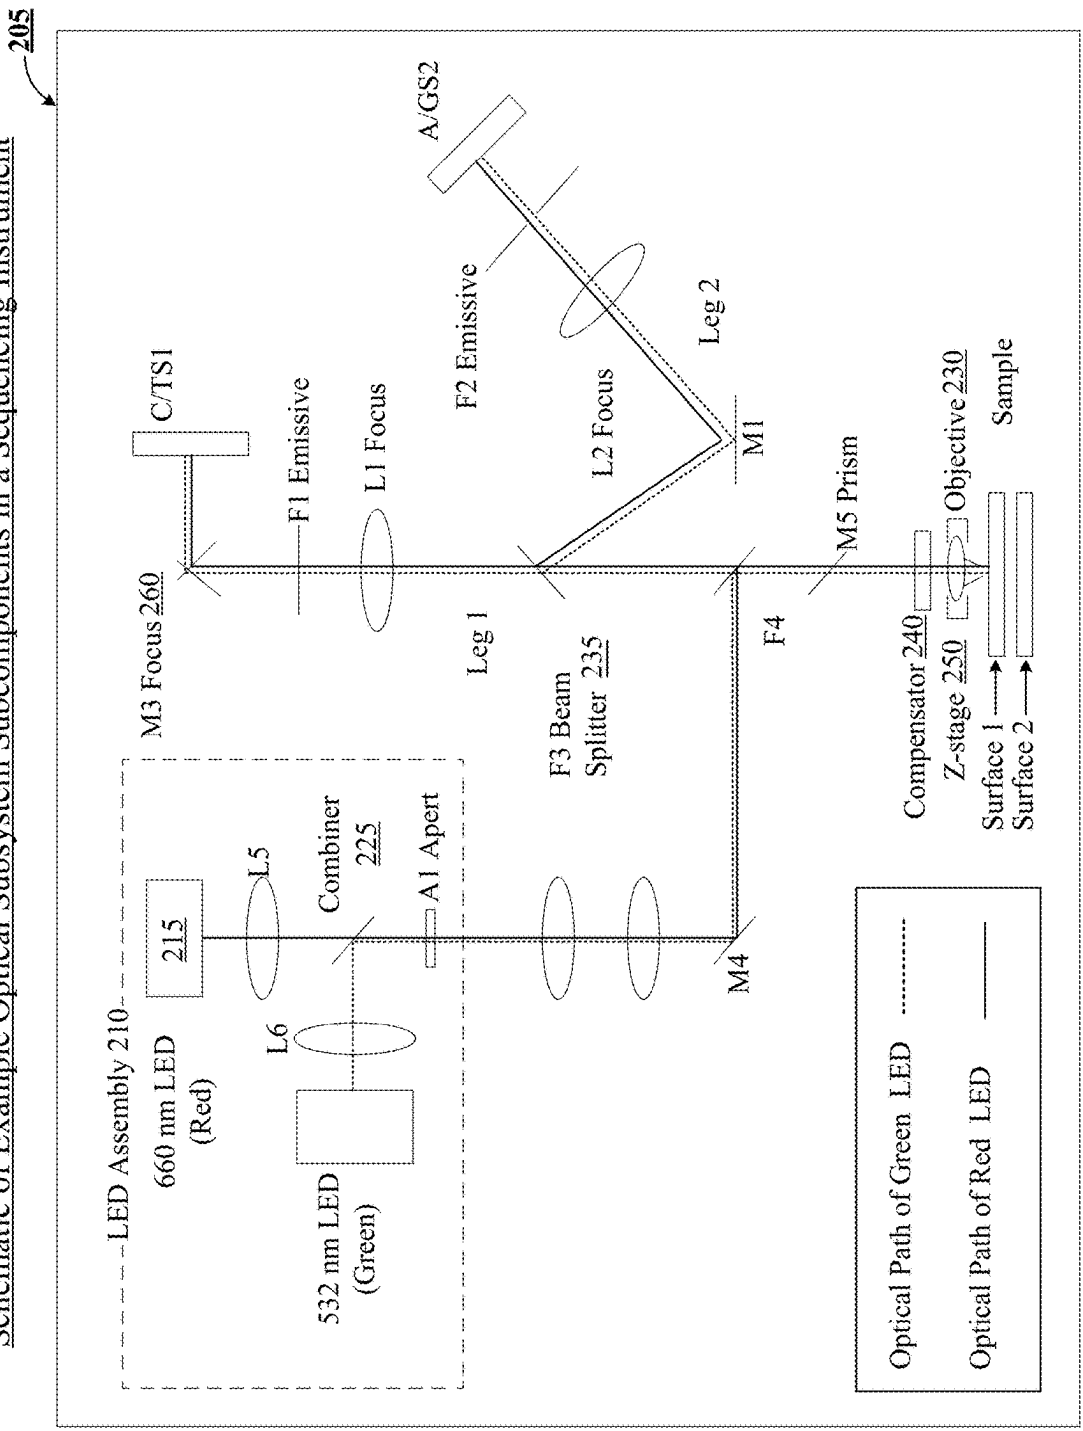 Schematic of Example Optical Subsystem Subcomponents in a Sequencing Instrument
205
LED Assembly 210
660 nm LED
(Red)
215
L5
532 nm LED
(Green)
L6
Combiner
225
A1 Apert
M4
M3 Focus 260
C/TS1
F1 Emissive
L1 Focus
Leg 1
F3 Beam
Splitter 235
F4
A/GS2
F2 Emissive
L2 Focus
Leg 2
M1
M5 Prism
Compensator 240
Z-stage 250
Objective 230
Surface 1
Surface 2
Sample
Optical Path of Green LED
Optical Path of Red LED